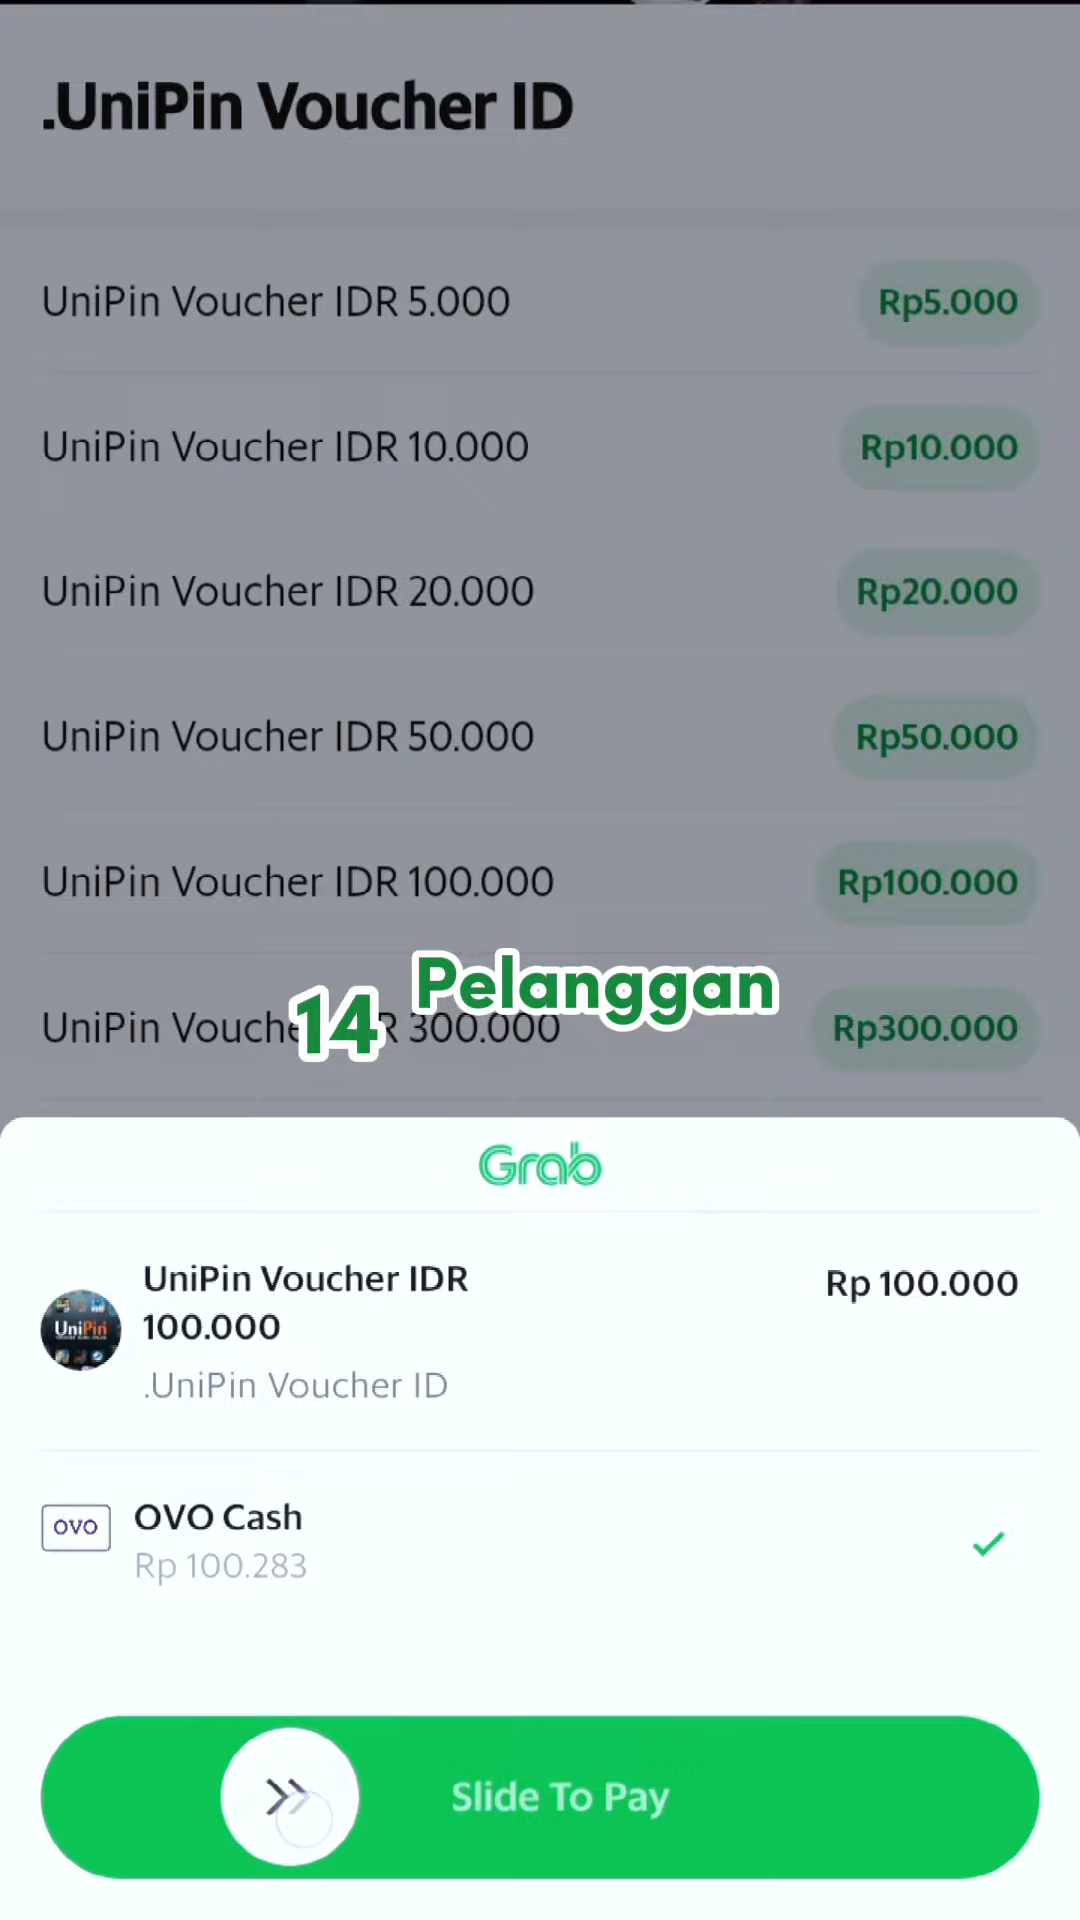 .UniPin Voucher ID
UniPin Voucher IDR 5.000 Rp5.000
UniPin Voucher IDR 10.000 Rp10.000
UniPin Voucher IDR 20.000 Rp20.000
UniPin Voucher IDR 50.000 Rp50.000
UniPin Voucher IDR 100.000 Rp100.000
14 Pelanggan
UniPin Vouche R 300.000 Rp300.000
Grab
UniPin Voucher IDR Rp 100.000
100.000
UniPin
.UniPin Voucher ID
OVO OVO Cash
Rp 100.283
Slide To Pay